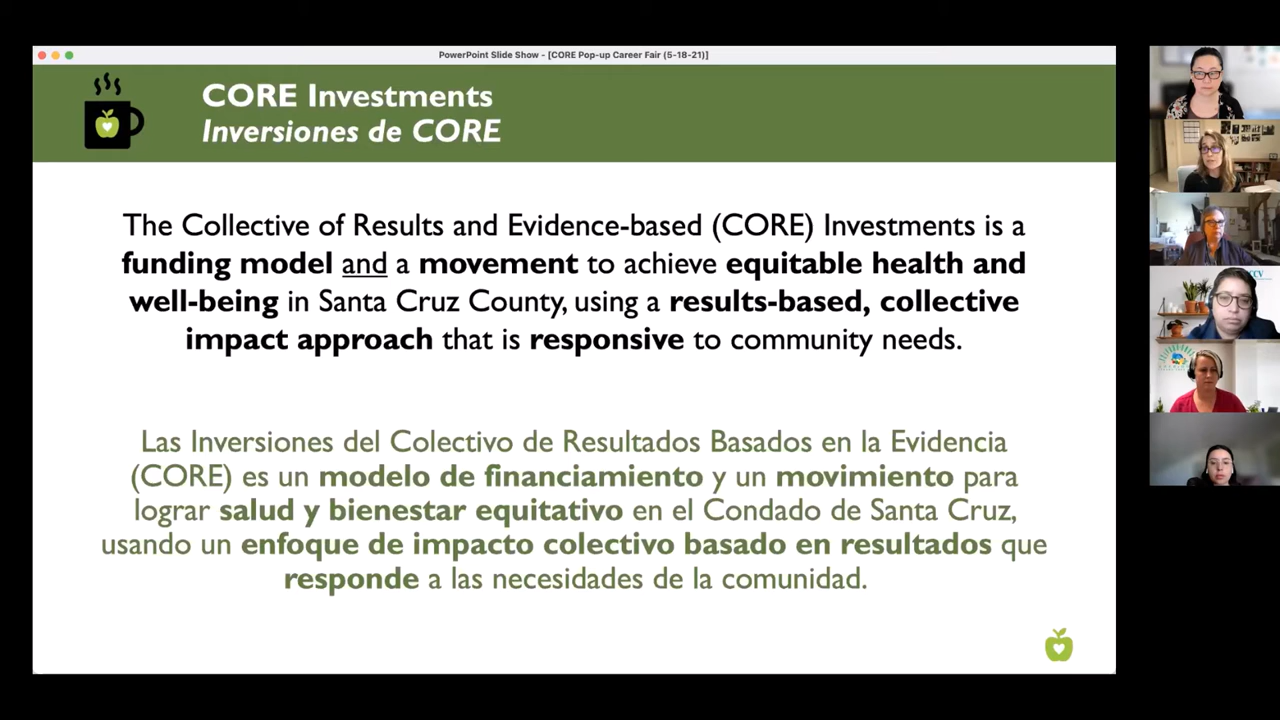 PowerPoint Slide Show - [CORE Pop-up Career Fair (5-18-21)]
CORE Investments
Inversiones de CORE
The Collective of Results and Evidence-based (CORE) Investments is a
funding model and a movement to achieve equitable health and
well-being in Santa Cruz County, using a results-based, collective
impact approach that is responsive to community needs.
Las Inversiones del Colectivo de Resultados Basados en la Evidencia
(CORE) es un modelo de financiamiento y un movimiento para
lograr salud y bienestar equitativo en el Condado de Santa Cruz,
usando un enfoque de impacto colectivo basado en resultados que
responde a las necesidades de la comunidad.